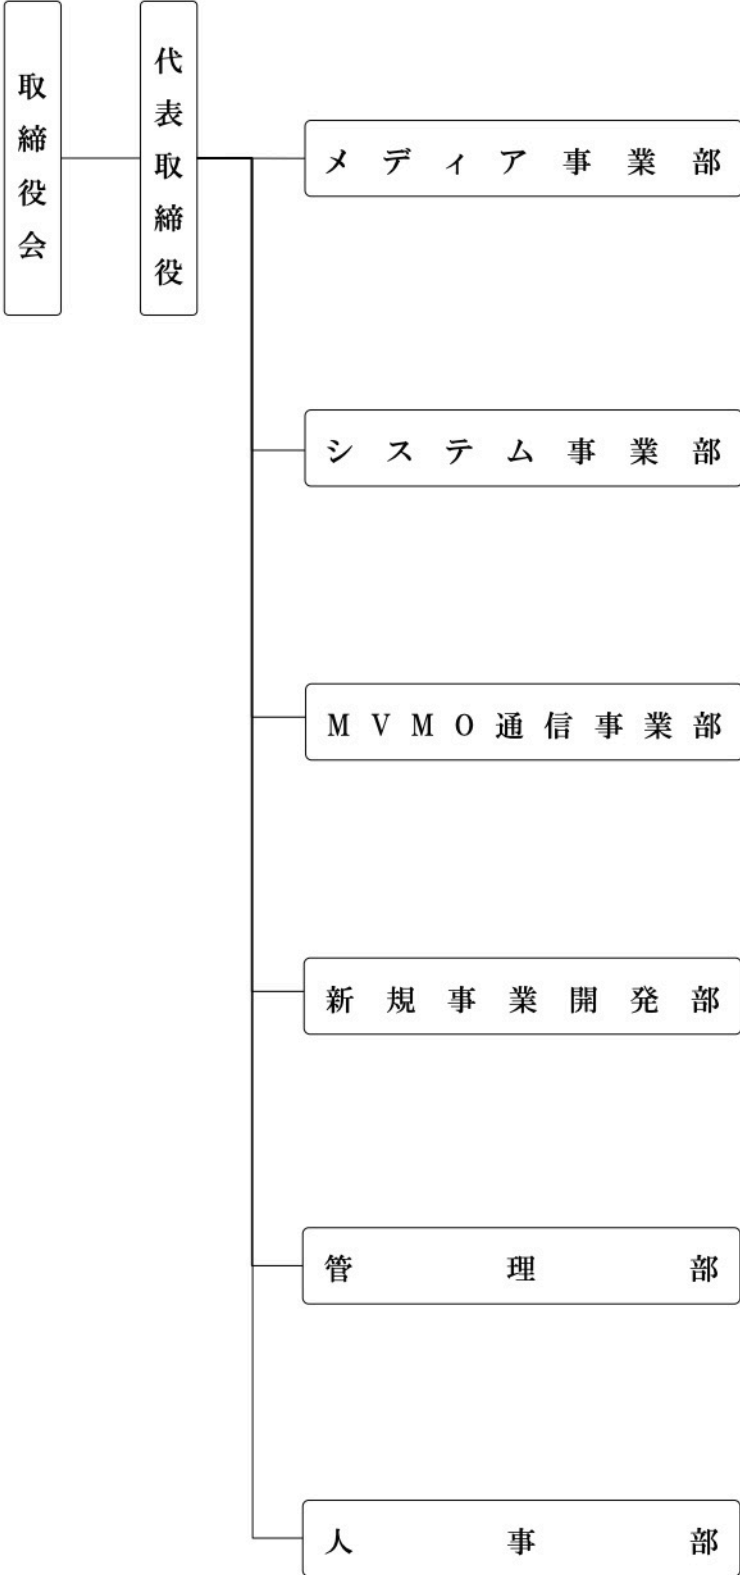 取締役会
代表取締役
メディア事業部
システム事業部
MVMO通信事業部
新規事業開発部
管理部
人事部